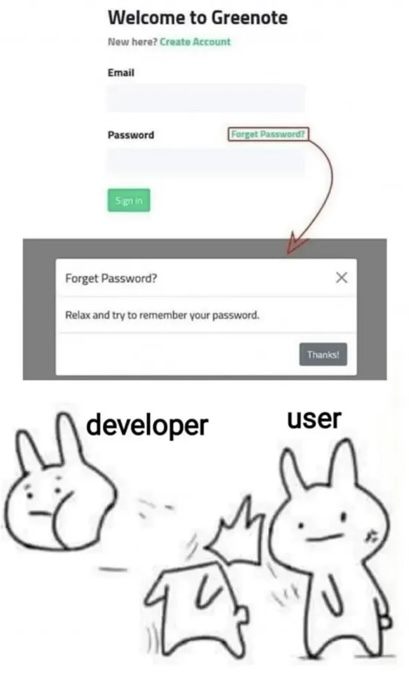 Welcome to Greenote
New here? Create Account
Email
Password Forget Password?
Sign in
Forget Password? ×
Relax and try to remember your password.
Thanks!
developer user